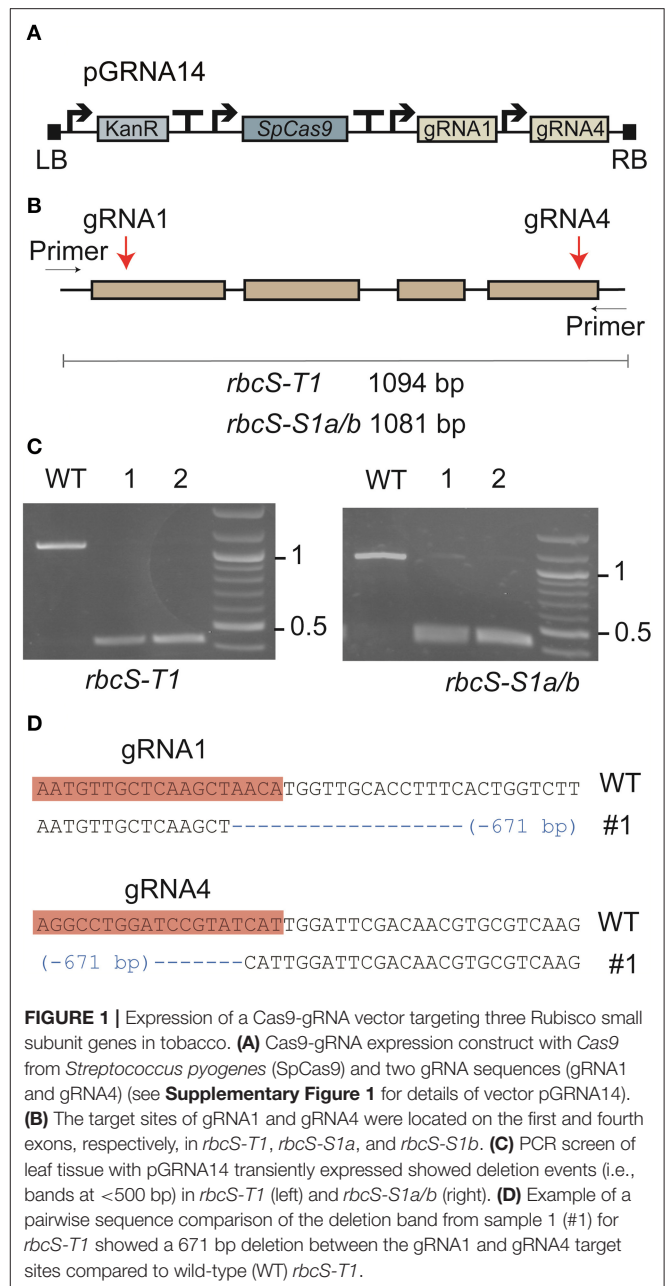 A
pGRNA14
KanR SpCas9 gRNA1 gRNA4
LB RB
B
gRNA1 gRNA4
Primer
Primer
rbcS-T1 1094 bp
rbcS-S1a/b 1081 bp
C
WT 1 2 WT 1 2
1 1
0.5 0.5
rbcS-T1 rbcS-S1a/b
D
gRNA1
AATGTTGCTCAAGCTAACATGGTTGCACCTTTCACTGGTCTT WT
AATGTTGCTCAAGCT------------------(-671 bp) #1
gRNA4
AGGCCTGGATCCGTATCATTGGATTCGACAACGTGCGTCAAG WT
(-671 bp)-------CATTGGATTCGACAACGTGCGTCAAG #1
FIGURE 1 | Expression of a Cas9-gRNA vector targeting three Rubisco small
subunit genes in tobacco. (A) Cas9-gRNA expression construct with Cas9
from Streptococcus pyogenes (SpCas9) and two gRNA sequences (gRNA1
and gRNA4) (see Supplementary Figure 1 for details of vector pGRNA14).
(B) The target sites of gRNA1 and gRNA4 were located on the first and fourth
exons, respectively, in rbcS-T1, rbcS-S1a, and rbcS-S1b. (C) PCR screen of
leaf tissue with pGRNA14 transiently expressed showed deletion events (i.e.,
bands at <500 bp) in rbcS-T1 (left) and rbcS-S1a/b (right). (D) Example of a
pairwise sequence comparison of the deletion band from sample 1 (#1) for
rbcS-T1 showed a 671 bp deletion between the gRNA1 and gRNA4 target
sites compared to wild-type (WT) rbcS-T1.